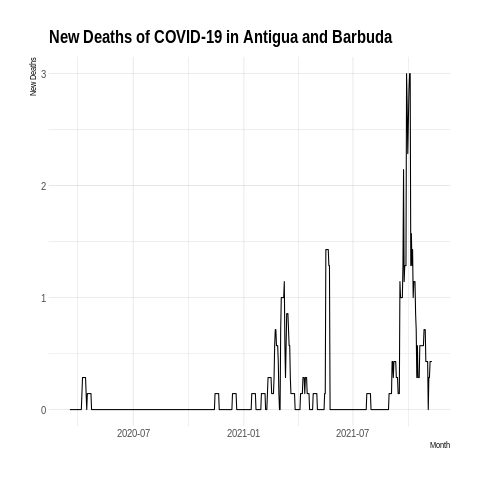 New Deaths of COVID-19 in Antigua and Barbuda
New Deaths
3
2
1
0
2020-07 2021-01 2021-07
Month